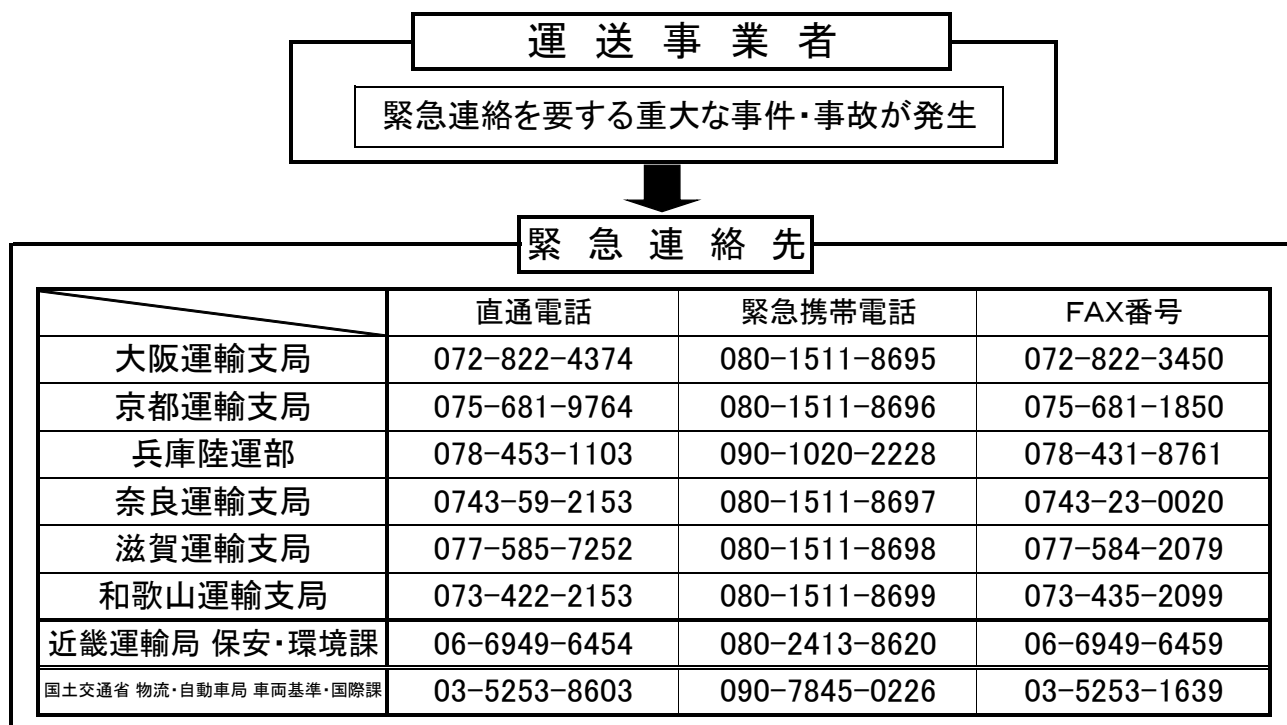 運送事業者
緊急連絡を要する重大な事件・事故が発生
緊急連絡先
直通電話 緊急携帯電話 FAX番号
大阪運輸支局 072-822-4374 080-1511-8695 072-822-3450
京都運輸支局 075-681-9764 080-1511-8696 075-681-1850
兵庫陸運部 078-453-1103 090-1020-2228 078-431-8761
奈良運輸支局 0743-59-2153 080-1511-8697 0743-23-0020
滋賀運輸支局 077-585-7252 080-1511-8698 077-584-2079
和歌山運輸支局 073-422-2153 080-1511-8699 073-435-2099
近畿運輸局 保安・環境課 06-6949-6454 080-2413-8620 06-6949-6459
国土交通省 物流・自動車局 車両基準・国際課 03-5253-8603 090-7845-0226 03-5253-1639